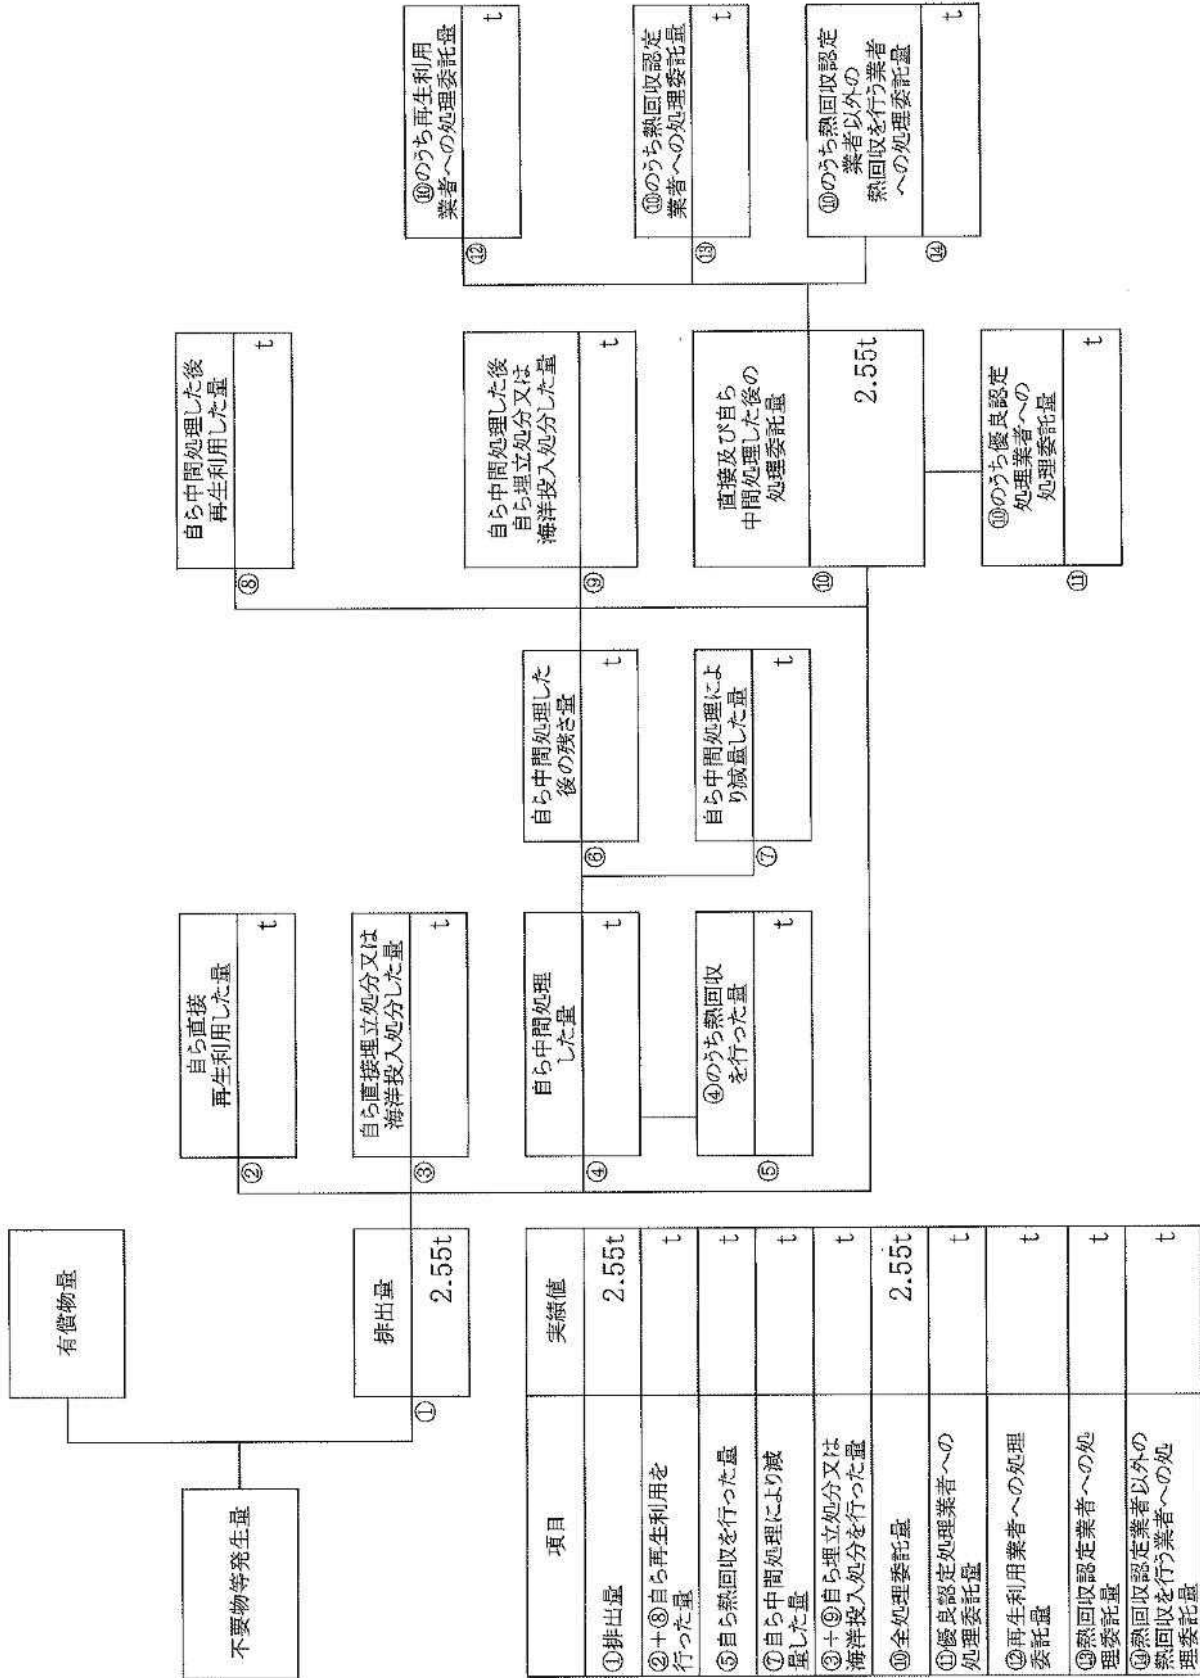 不要物等発生量
有償物量
①
排出量
2.55t
②
自ら直接
再生利用した量
t
③
自ら直接埋立処分又は
海洋投入処分した量
t
④
自ら中間処理
した量
t
⑤
④のうち熱回収
を行った量
t
⑥
自ら中間処理した
後の残さ量
t
⑦
自ら中間処理によ
り減量した量
t
⑧
自ら中間処理した後
再生利用した量
t
⑨
自ら中間処理した後
自ら埋立処分又は
海洋投入処分した量
t
⑩
直接及び自ら
中間処理した後の
処理委託量
2.55t
⑪
⑩のうち優良認定
処理業者への
処理委託量
t
⑫
⑩のうち再生利用
業者への処理委託量
t
⑬
⑩のうち熱回収認定
業者への処理委託量
t
⑭
⑩のうち熱回収認定
業者以外の
熱回収を行う業者
への処理委託量
t
項目 実績値
①排出量 2.55t
②+⑧自ら再生利用を
行った量 t
⑤自ら熱回収を行った量 t
⑦自ら中間処理により減
量した量 t
③+⑨自ら埋立処分又は
海洋投入処分を行った量 t
⑩全処理委託量 2.55t
⑪優良認定処理業者への
処理委託量 t
⑫再生利用業者への処理
委託量 t
⑬熱回収認定業者への処
理委託量 t
⑭熱回収認定業者以外の
熱回収を行う業者への処
理委託量 t